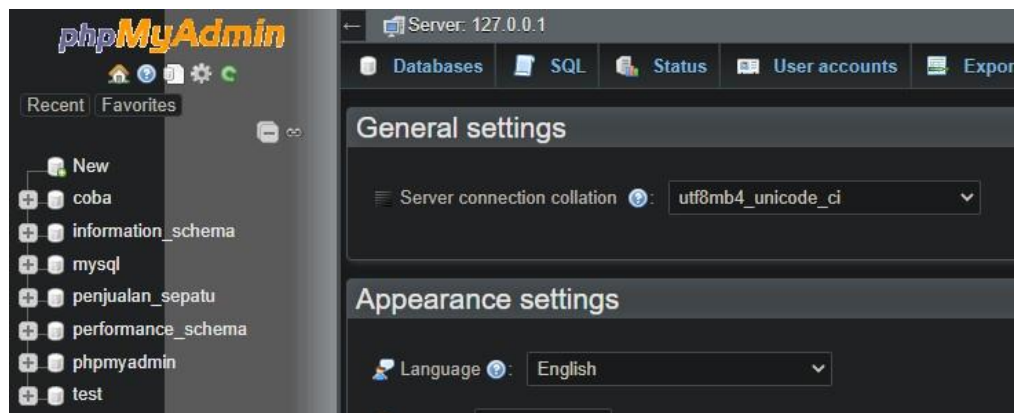 phpMyAdmin
Recent Favorites
New
coba
information_schema
mysql
penjualan_sepatu
performance_schema
phpmyadmin
test
Server: 127.0.0.1
Databases SQL Status User accounts Expor
General settings
Server connection collation : utf8mb4_unicode_ci
Appearance settings
Language : English